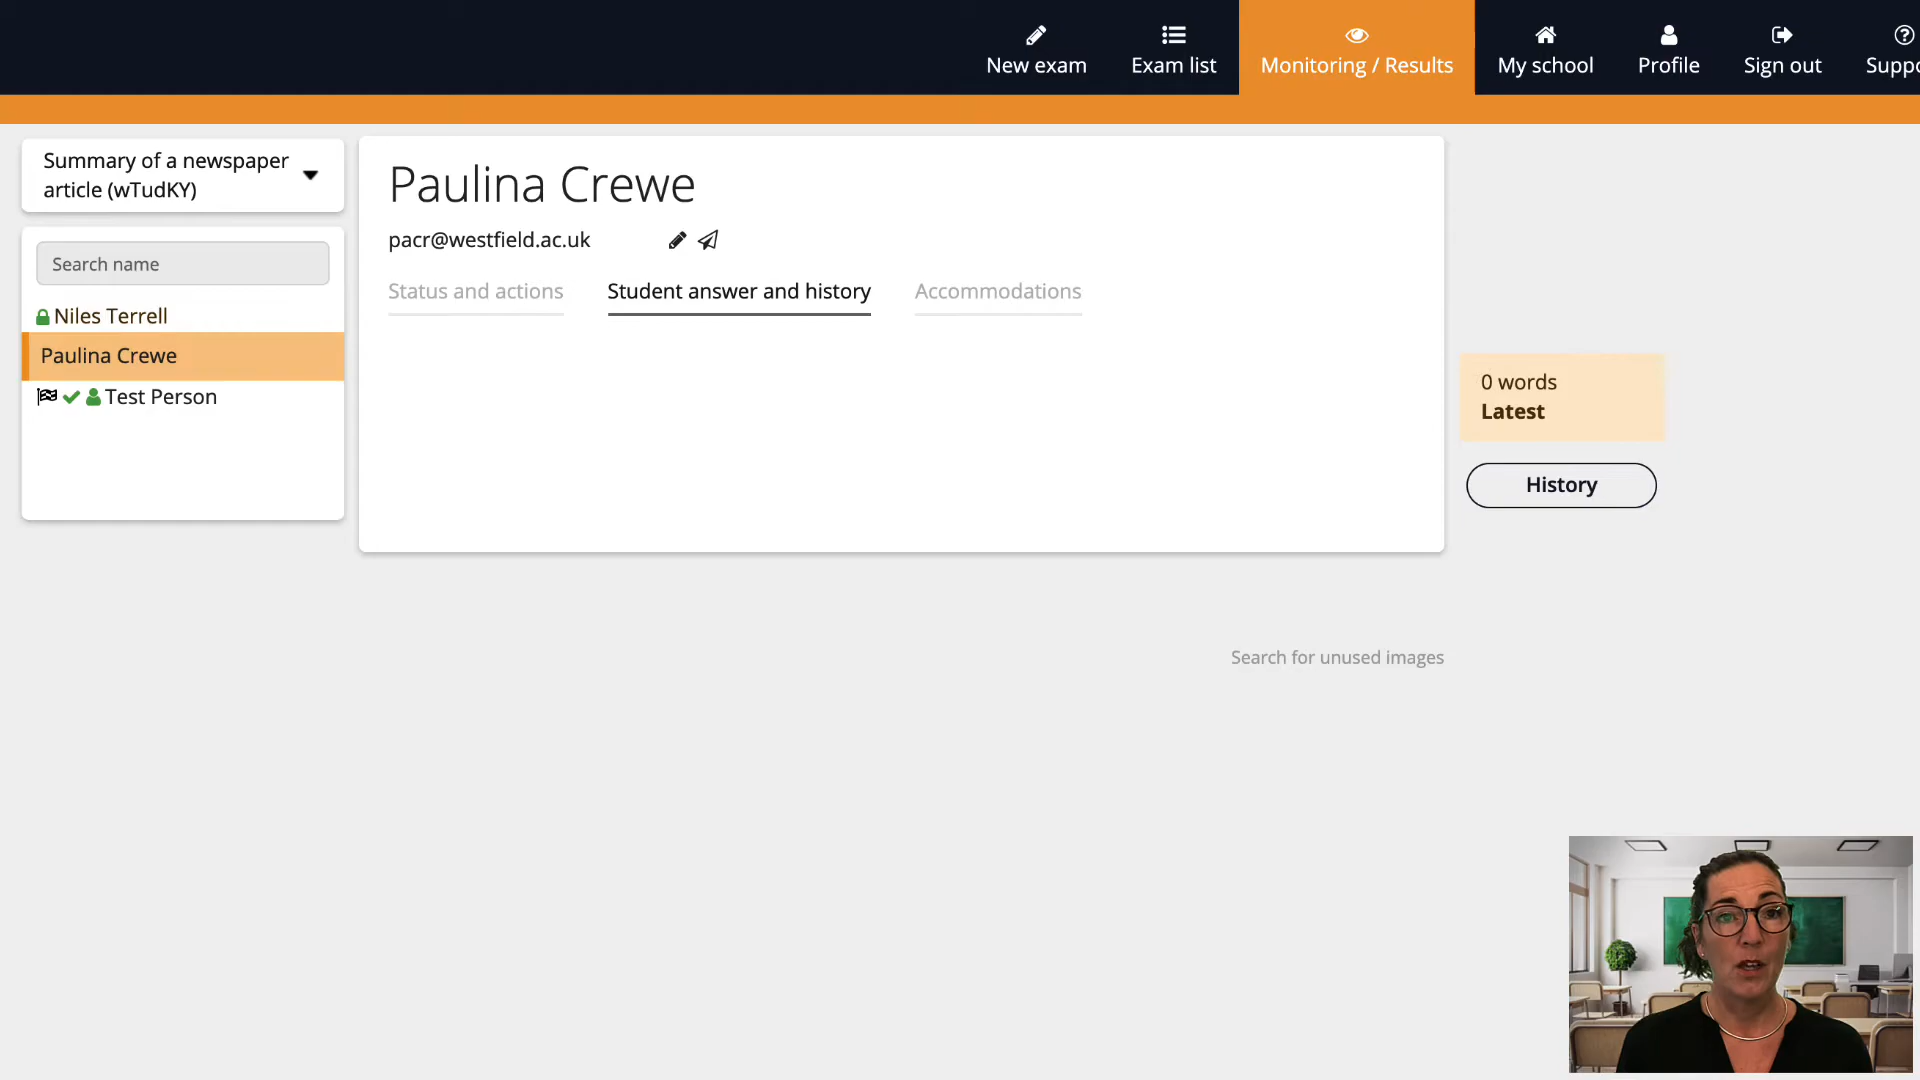 New exam
Exam list
Monitoring / Results
My school
Profile
Sign out
Suppo
Summary of a newspaper
article (wTudKY)
Search name
Niles Terrell
Paulina Crewe
Test Person
Paulina Crewe
pacr@westfield.ac.uk
Status and actions
Student answer and history
Accommodations
0 words
Latest
History
Search for unused images